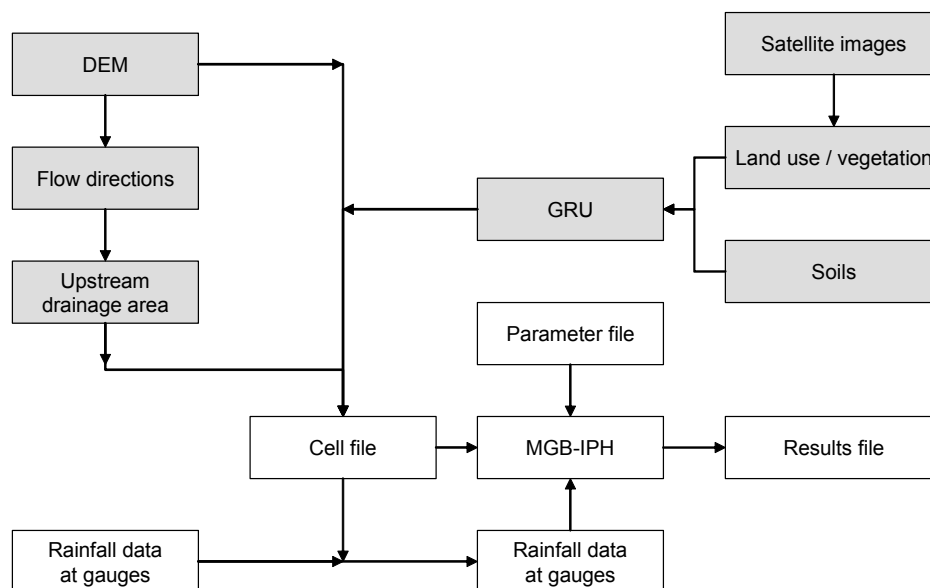 Satellite images
DEM
Land use / vegetation
Flow directions
GRU
Upstream
drainage area
Soils
Parameter file
Cell file
MGB-IPH
Results file
Rainfall data
at gauges
Rainfall data
at gauges